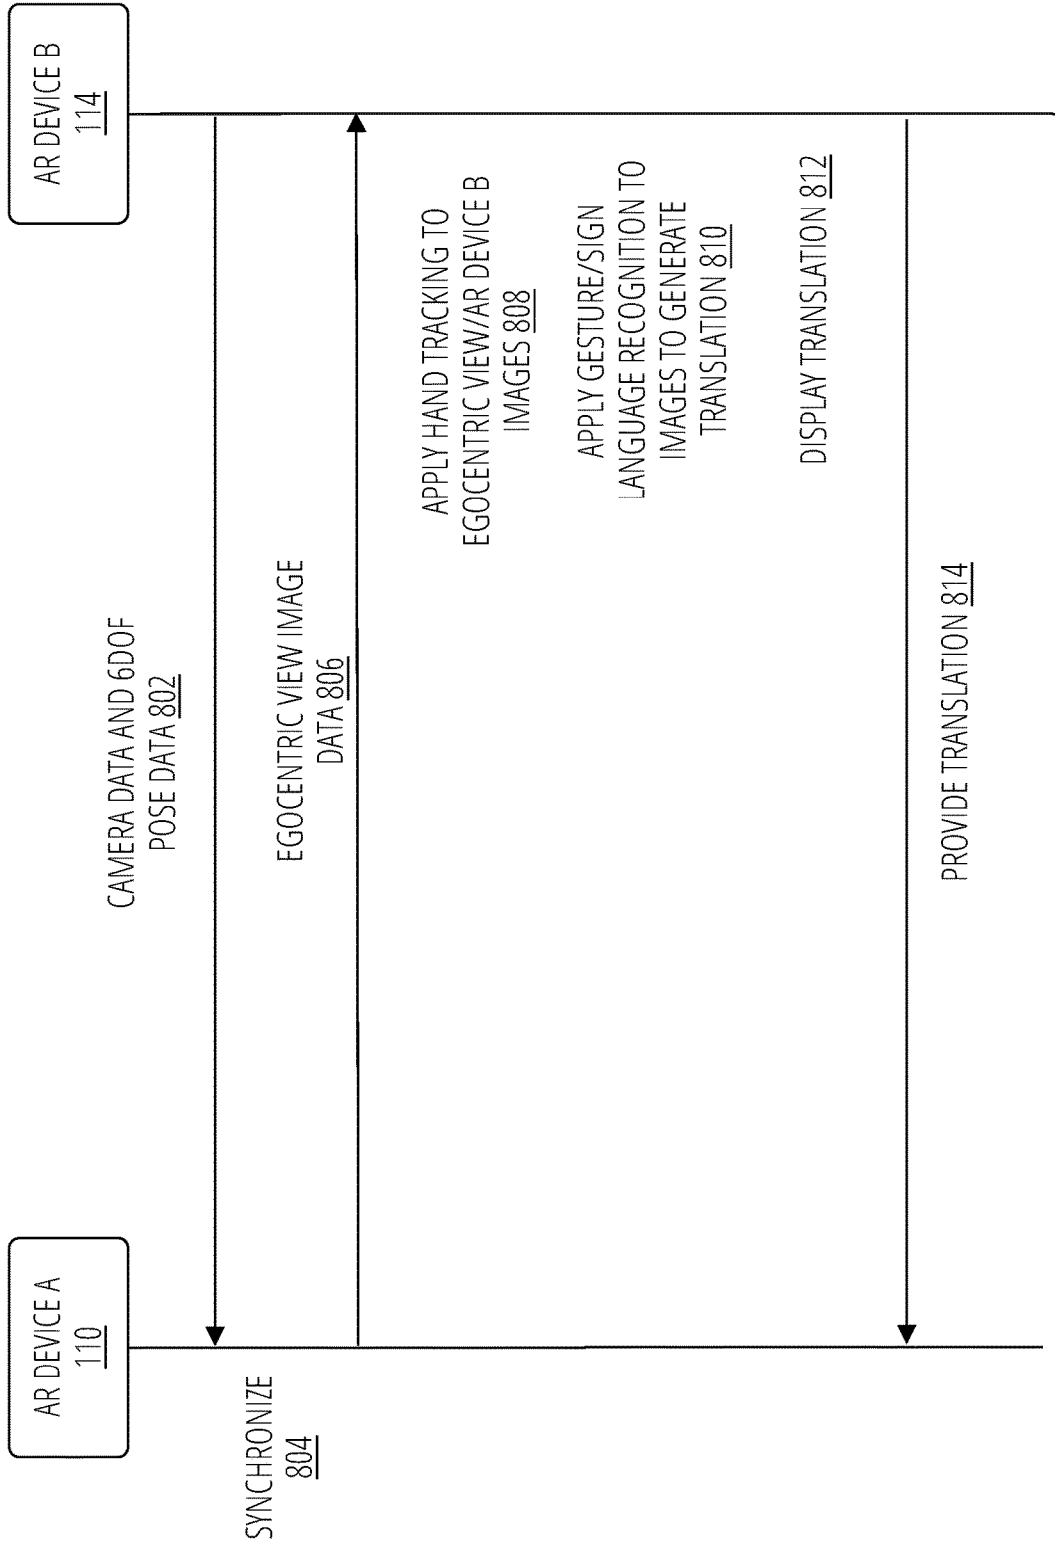 AR DEVICE A
110
AR DEVICE B
114
CAMERA DATA AND 6DOF
POSE DATA 802
SYNCHRONIZE
804
EGOCENTRIC VIEW IMAGE
DATA 806
APPLY HAND TRACKING TO
EGOCENTRIC VIEW/AR DEVICE B
IMAGES 808
APPLY GESTURE/SIGN
LANGUAGE RECOGNITION TO
IMAGES TO GENERATE
TRANSLATION 810
DISPLAY TRANSLATION 812
PROVIDE TRANSLATION 814